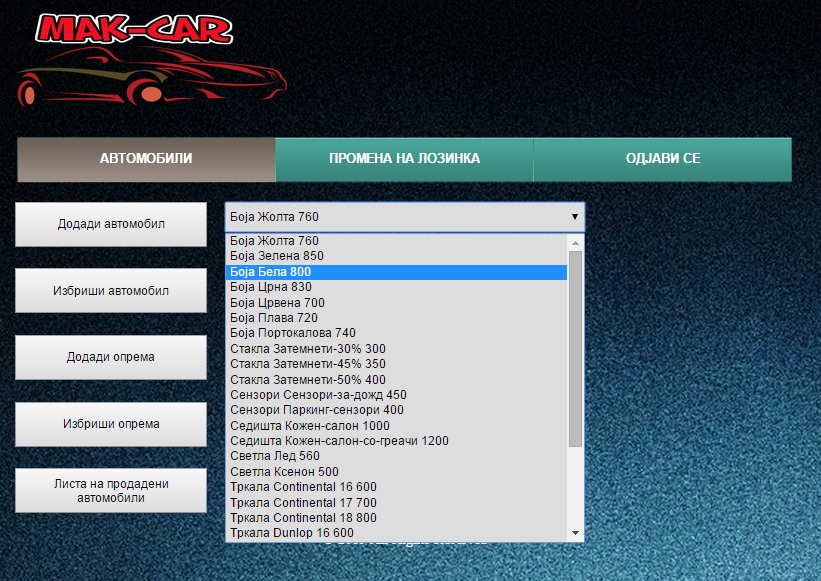 MAK-CAR
АВТОМОБИЛИ
ПРОМЕНА НА ЛОЗИНКА
ОДЈАВИ СЕ
Додади автомобил
Избриши автомобил
Додади опрема
Избриши опрема
Листа на продадени
автомобили
Боја Жолта 760
Боја Жолта 760
Боја Зелена 850
Боја Бела 800
Боја Црна 830
Боја Црвена 700
Боја Плава 720
Боја Портокалова 740
Стакла Затемнети-30% 300
Стакла Затемнети-45% 350
Стакла Затемнети-50% 400
Сензори Сензори-за-дожд 450
Сензори Паркинг-сензори 400
Седишта Кожен-салон 1000
Седишта Кожен-салон-со-греачи 1200
Светла Лед 560
Светла Ксенон 500
Тркала Continental 16 600
Тркала Continental 17 700
Тркала Continental 18 800
Тркала Dunlop 16 600